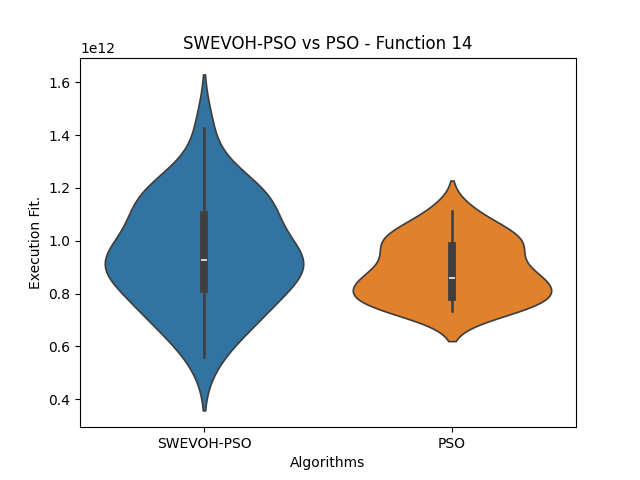 SWEVOH-PSO vs PSO - Function 14
1e12
1.6
1.4
1.2
1.0
0.8
0.6
0.4
Execution Fit.
SWEVOH-PSO
PSO
Algorithms